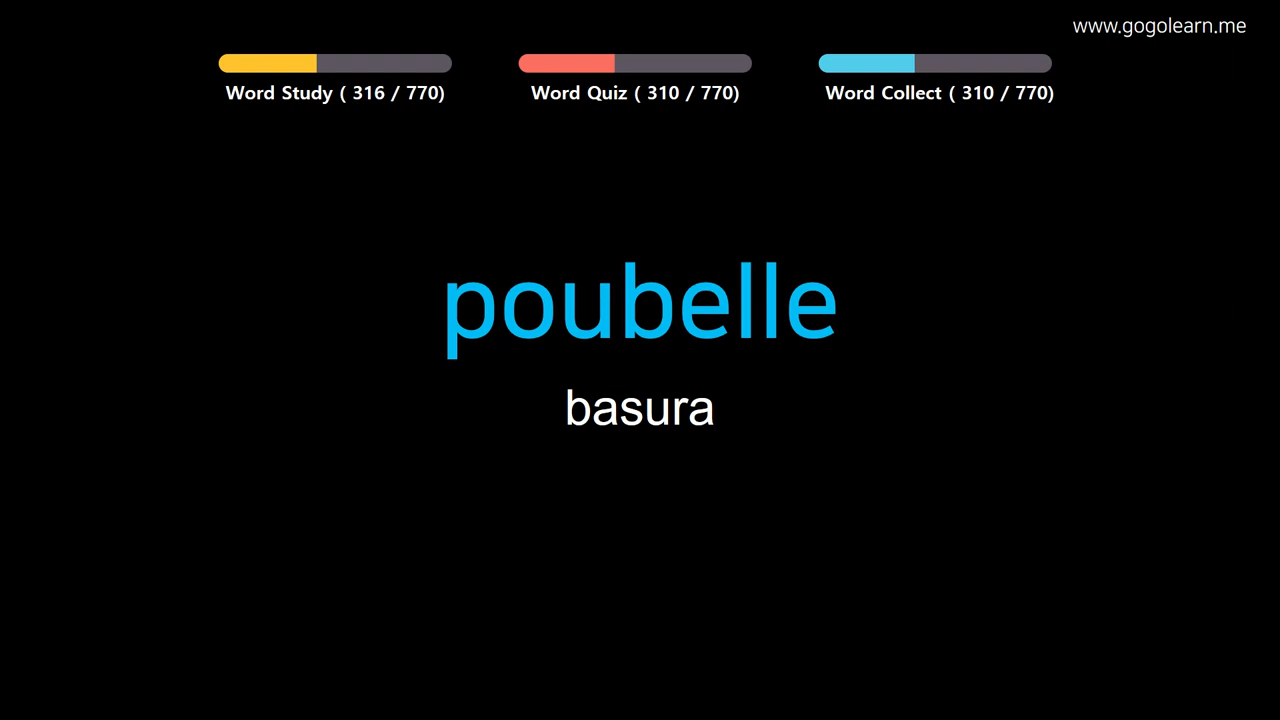 www.gogolearn.me
Word Study ( 316 / 770)
Word Quiz ( 310 / 770)
Word Collect ( 310 / 770)
poubelle
basura